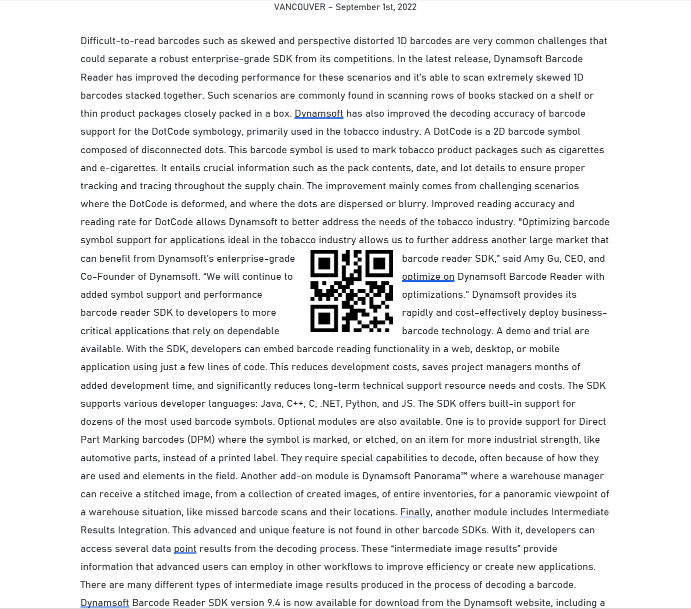 VANCOUVER – September 1st, 2022
Difficult-to-read barcodes such as skewed and perspective distorted 1D barcodes are very common challenges that
could separate a robust enterprise-grade SDK from its competitions. In the latest release, Dynamsoft Barcode
Reader has improved the decoding performance for these scenarios and it's able to scan extremely skewed 1D
barcodes stacked together. Such scenarios are commonly found in scanning rows of books stacked on a shelf or
thin product packages closely packed in a box. Dynamsoft has also improved the decoding accuracy of barcode
support for the DotCode symbology, primarily used in the tobacco industry. A DotCode is a 2D barcode symbol
composed of disconnected dots. This barcode symbol is used to mark tobacco product packages such as cigarettes
and e-cigarettes. It entails crucial information such as the pack contents, date, and lot details to ensure proper
tracking and tracing throughout the supply chain. The improvement mainly comes from challenging scenarios
where the DotCode is deformed, and where the dots are dispersed or blurry. Improved reading accuracy and
reading rate for DotCode allows Dynamsoft to better address the needs of the tobacco industry. "Optimizing barcode
symbol support for applications ideal in the tobacco industry allows us to further address another large market that
can benefit from Dynamsoft's enterprise-grade barcode reader SDK," said Amy Gu, CEO, and
Co-Founder of Dynamsoft. "We will continue to optimize on Dynamsoft Barcode Reader with
added symbol support and performance optimizations." Dynamsoft provides its
barcode reader SDK to developers to more rapidly and cost-effectively deploy business-
critical applications that rely on dependable barcode technology. A demo and trial are
available. With the SDK, developers can embed barcode reading functionality in a web, desktop, or mobile
application using just a few lines of code. This reduces development costs, saves project managers months of
added development time, and significantly reduces long-term technical support resource needs and costs. The SDK
supports various developer languages: Java, C++, C, .NET, Python, and JS. The SDK offers built-in support for
dozens of the most used barcode symbols. Optional modules are also available. One is to provide support for Direct
Part Marking barcodes (DPM) where the symbol is marked, or etched, on an item for more industrial strength, like
automotive parts, instead of a printed label. They require special capabilities to decode, often because of how they
are used and elements in the field. Another add-on module is Dynamsoft Panorama™ where a warehouse manager
can receive a stitched image, from a collection of created images, of entire inventories, for a panoramic viewpoint of
a warehouse situation, like missed barcode scans and their locations. Finally, another module includes Intermediate
Results Integration. This advanced and unique feature is not found in other barcode SDKs. With it, developers can
access several data point results from the decoding process. These "intermediate image results" provide
information that advanced users can employ in other workflows to improve efficiency or create new applications.
There are many different types of intermediate image results produced in the process of decoding a barcode.
Dynamsoft Barcode Reader SDK version 9.4 is now available for download from the Dynamsoft website, including a